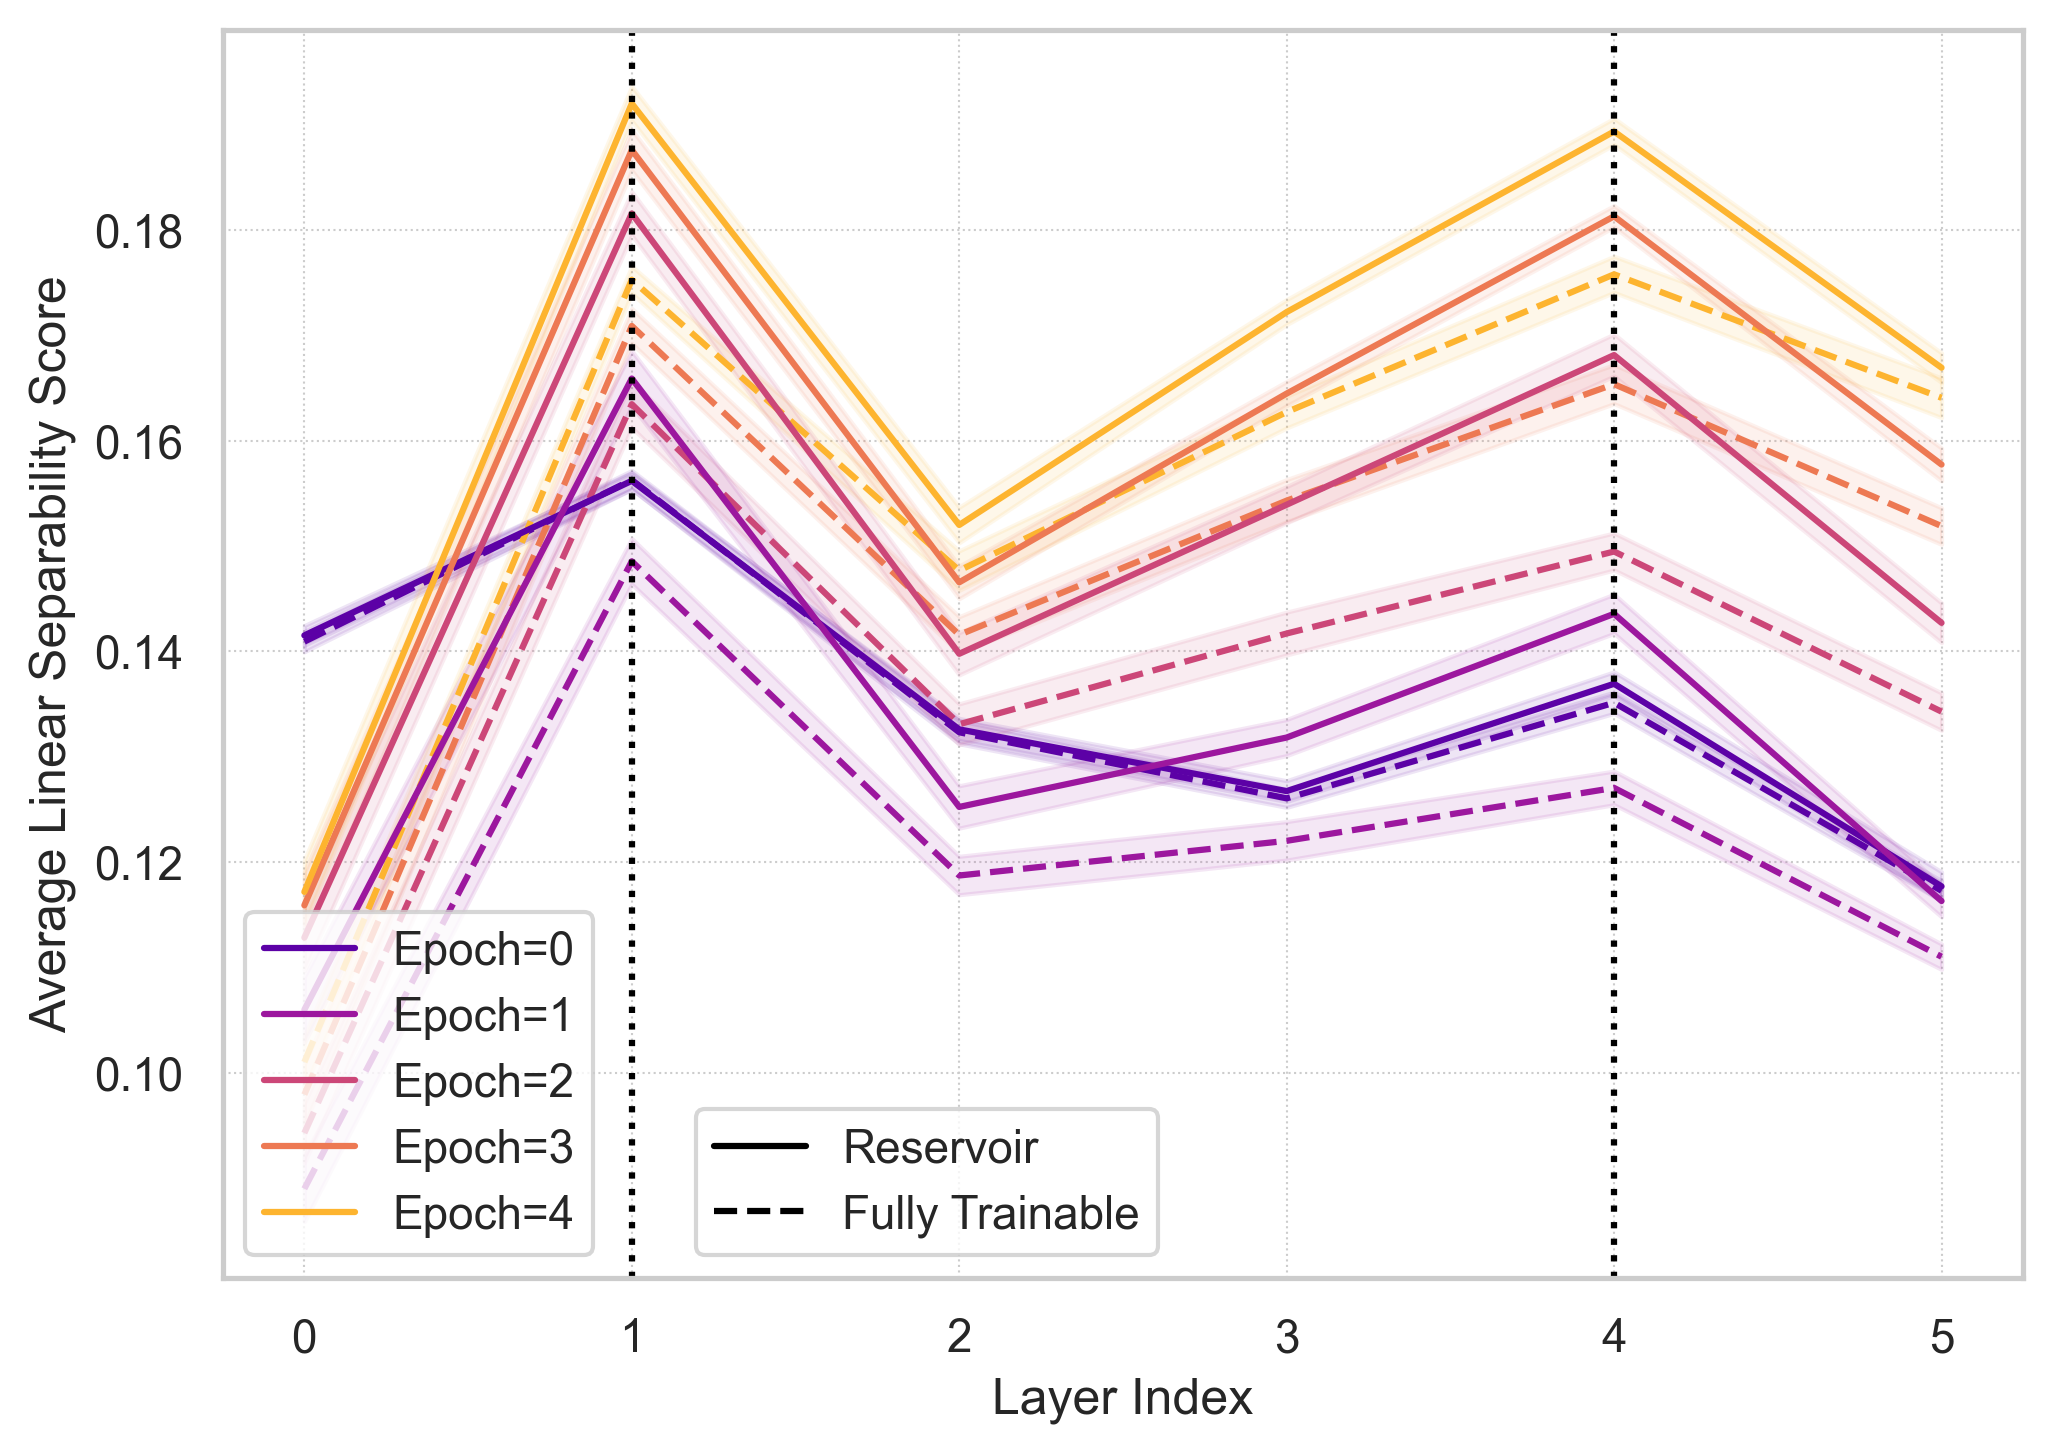 Average Linear Separability Score
0.18
0.16
0.14
0.12
0.10
Epoch=0
Epoch=1
Epoch=2
Epoch=3
Epoch=4
Reservoir
Fully Trainable
0 1 2 3 4 5
Layer Index